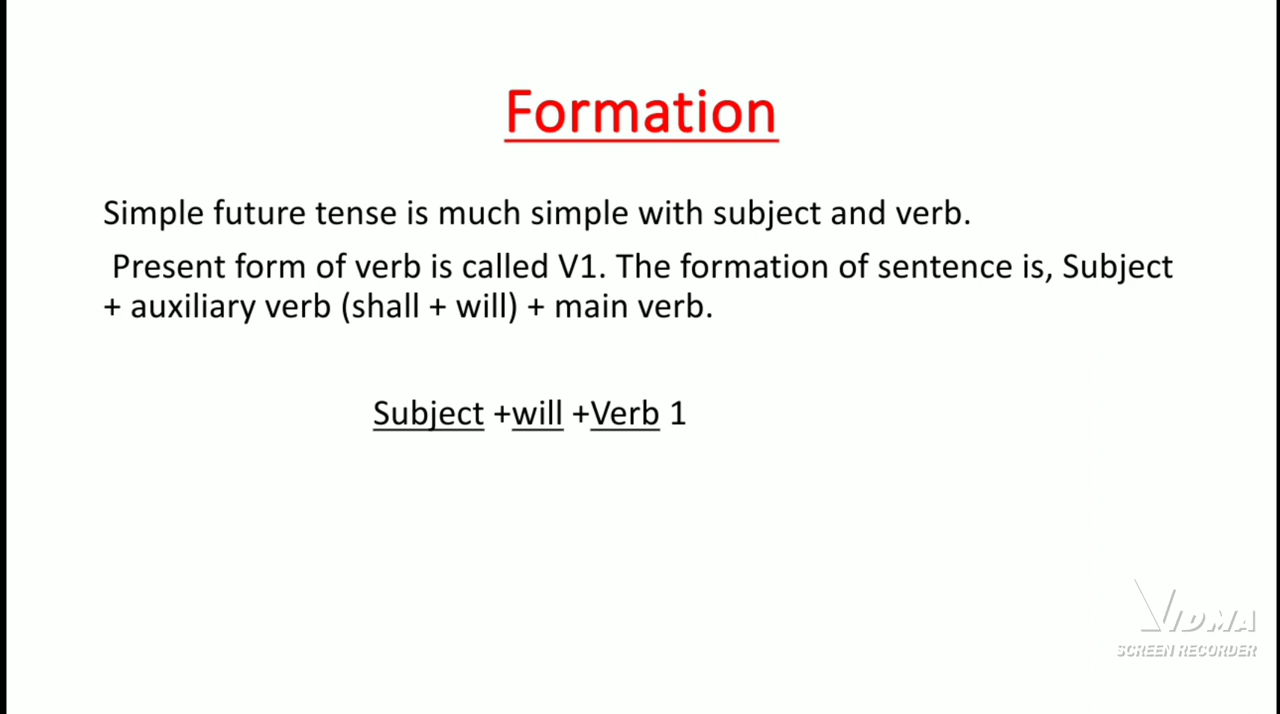 Formation
Simple future tense is much simple with subject and verb.
Present form of verb is called V1. The formation of sentence is, Subject
+ auxiliary verb (shall + will) + main verb.
Subject +will +Verb 1
VIDMA
SCREEN RECORDER